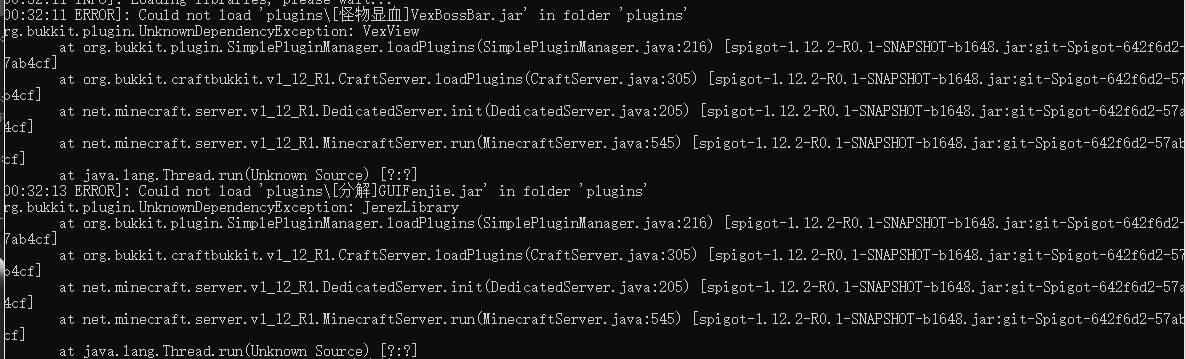 00:32:11 INFO]: Loading libraries, please wait...
00:32:11 ERROR]: Could not load 'plugins\[怪物显血]VexBossBar.jar' in folder 'plugins'
rg.bukkit.plugin.UnknownDependencyException: VexView
at org.bukkit.plugin.SimplePluginManager.loadPlugins(SimplePluginManager.java:216) [spigot-1.12.2-R0.1-SNAPSHOT-b1648.jar:git-Spigot-642f6d2-
7ab4cf]
at org.bukkit.craftbukkit.v1_12_R1.CraftServer.loadPlugins(CraftServer.java:305) [spigot-1.12.2-R0.1-SNAPSHOT-b1648.jar:git-Spigot-642f6d2-57
b4cf]
at net.minecraft.server.v1_12_R1.DedicatedServer.init(DedicatedServer.java:205) [spigot-1.12.2-R0.1-SNAPSHOT-b1648.jar:git-Spigot-642f6d2-57a
4cf]
at net.minecraft.server.v1_12_R1.MinecraftServer.run(MinecraftServer.java:545) [spigot-1.12.2-R0.1-SNAPSHOT-b1648.jar:git-Spigot-642f6d2-57ab
cf]
at java.lang.Thread.run(Unknown Source) [?:?]
00:32:13 ERROR]: Could not load 'plugins\[分解]GUIFenjie.jar' in folder 'plugins'
rg.bukkit.plugin.UnknownDependencyException: JerezLibrary
at org.bukkit.plugin.SimplePluginManager.loadPlugins(SimplePluginManager.java:216) [spigot-1.12.2-R0.1-SNAPSHOT-b1648.jar:git-Spigot-642f6d2-
7ab4cf]
at org.bukkit.craftbukkit.v1_12_R1.CraftServer.loadPlugins(CraftServer.java:305) [spigot-1.12.2-R0.1-SNAPSHOT-b1648.jar:git-Spigot-642f6d2-57
b4cf]
at net.minecraft.server.v1_12_R1.DedicatedServer.init(DedicatedServer.java:205) [spigot-1.12.2-R0.1-SNAPSHOT-b1648.jar:git-Spigot-642f6d2-57a
4cf]
at net.minecraft.server.v1_12_R1.MinecraftServer.run(MinecraftServer.java:545) [spigot-1.12.2-R0.1-SNAPSHOT-b1648.jar:git-Spigot-642f6d2-57ab
cf]
at java.lang.Thread.run(Unknown Source) [?:?]